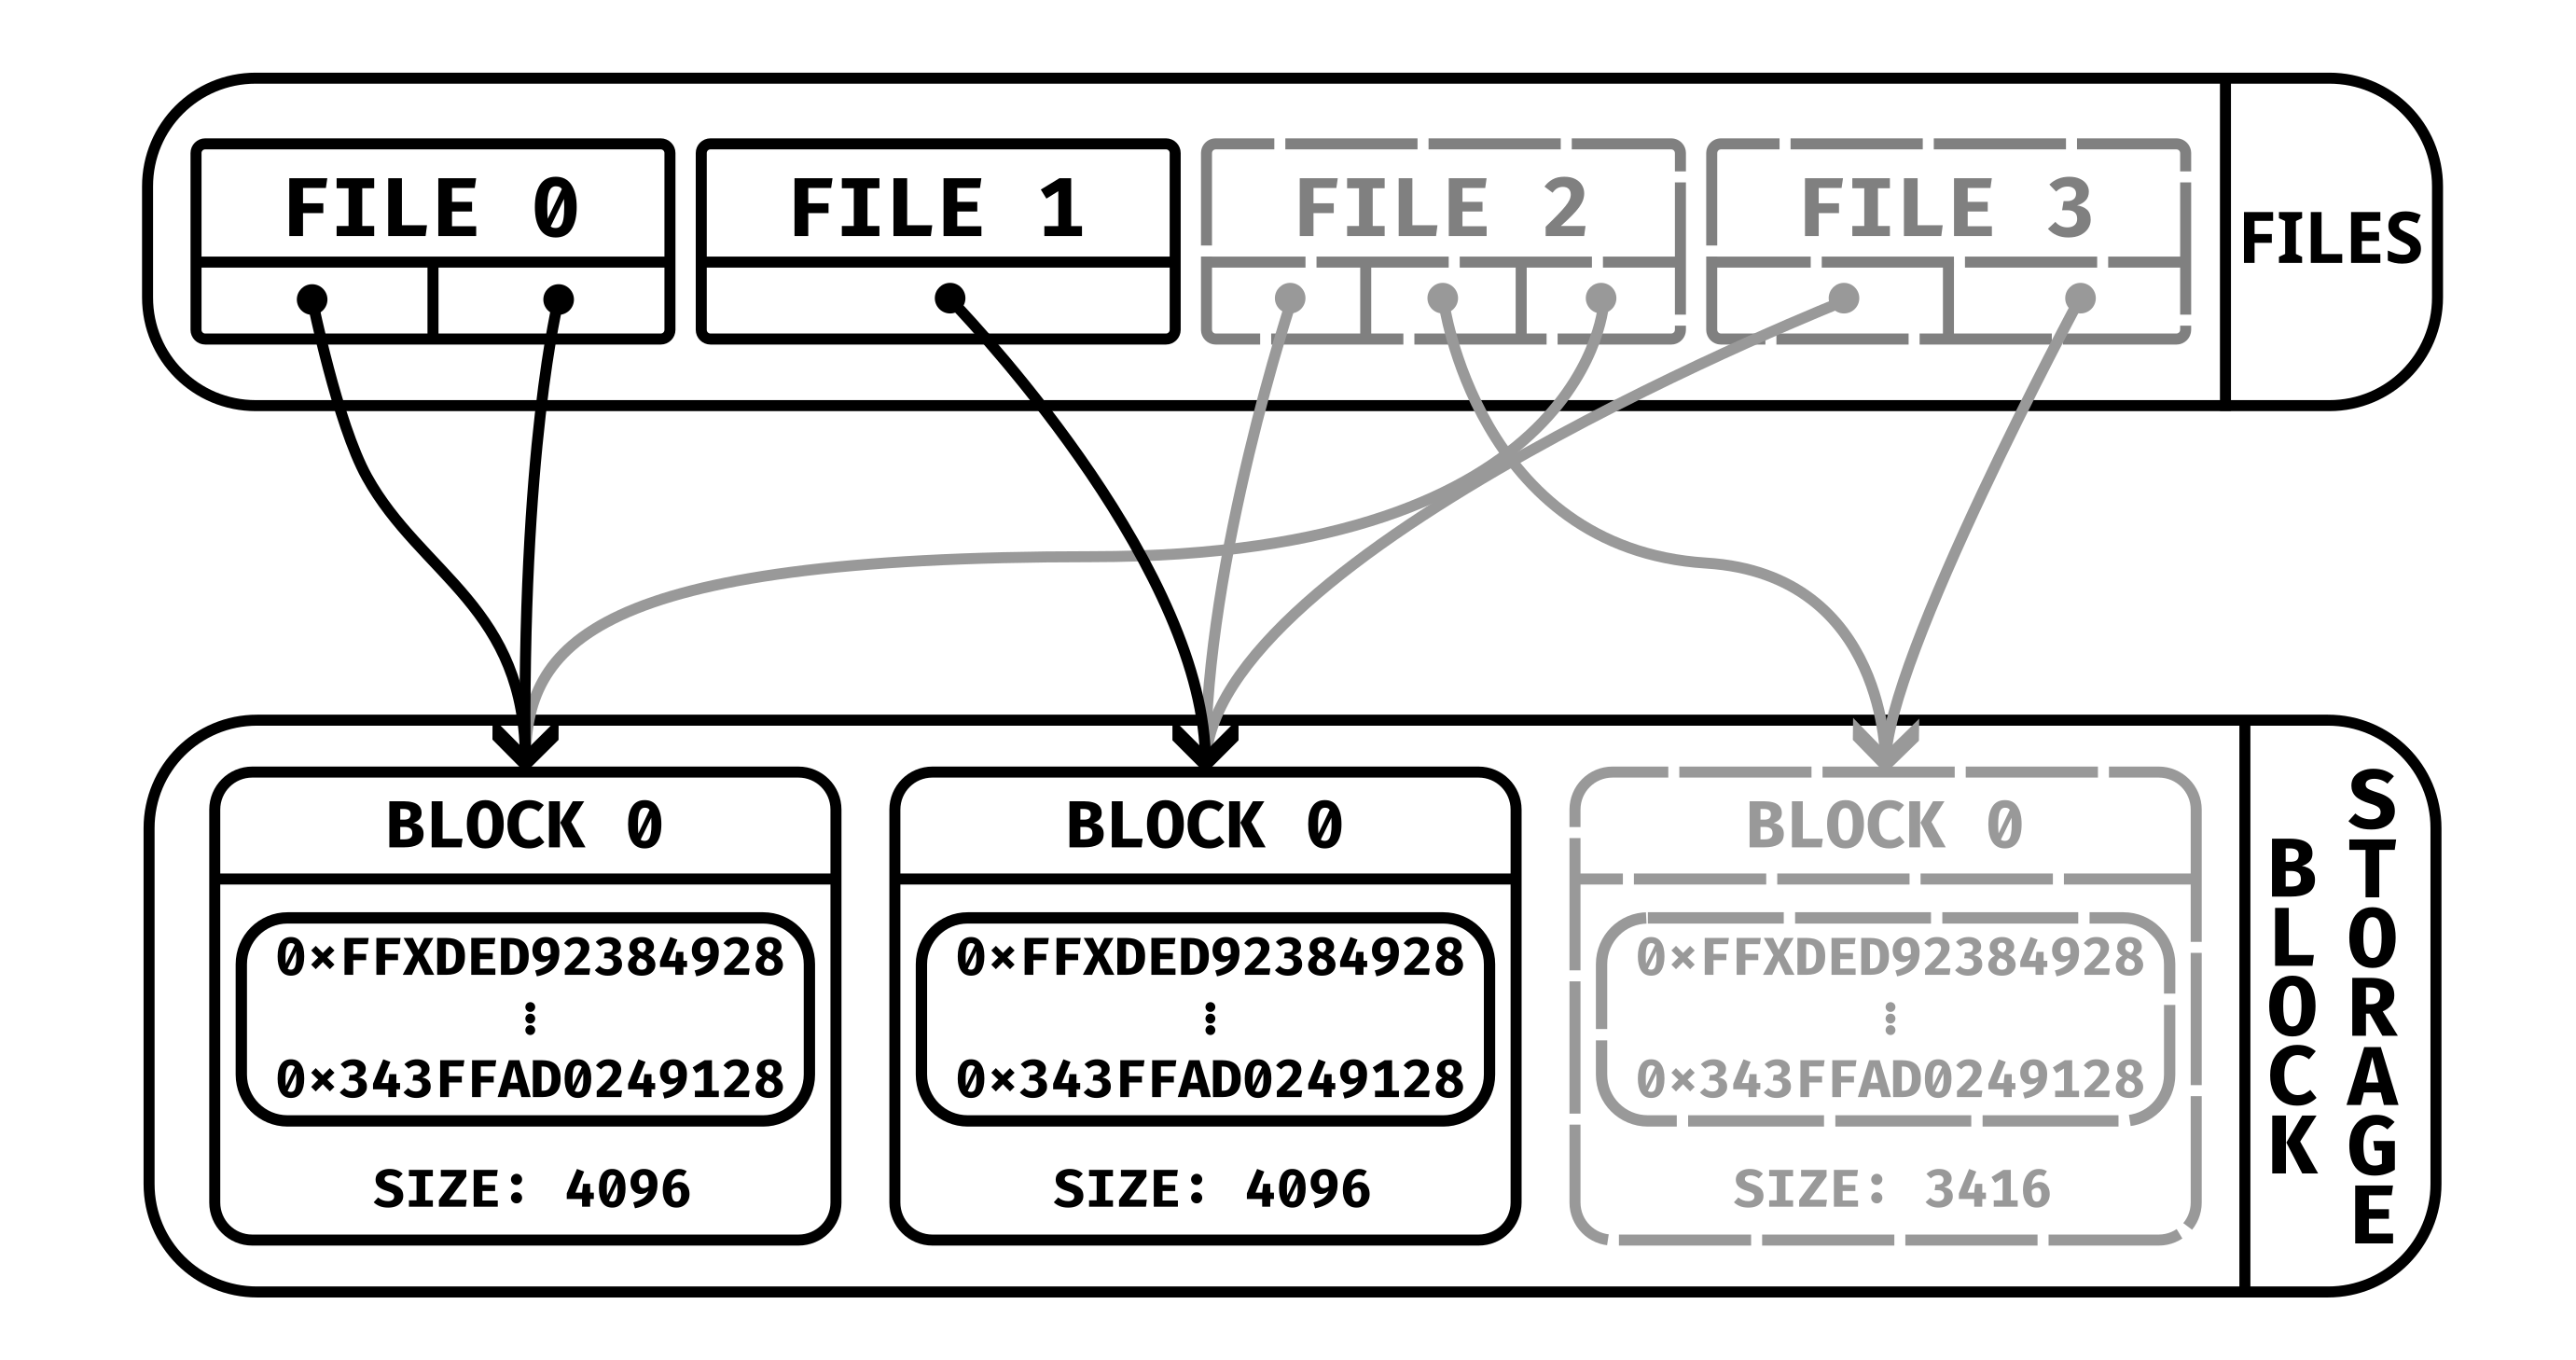 FILE 0
FILE 1
FILE 2
FILE 3
FILES
BLOCK 0
0×FFXDED92384928
⋮
0×343FFAD0249128
SIZE: 4096
BLOCK 0
0×FFXDED92384928
⋮
0×343FFAD0249128
SIZE: 4096
BLOCK 0
0×FFXDED92384928
⋮
0×343FFAD0249128
SIZE: 3416
BLOCK
STORAGE